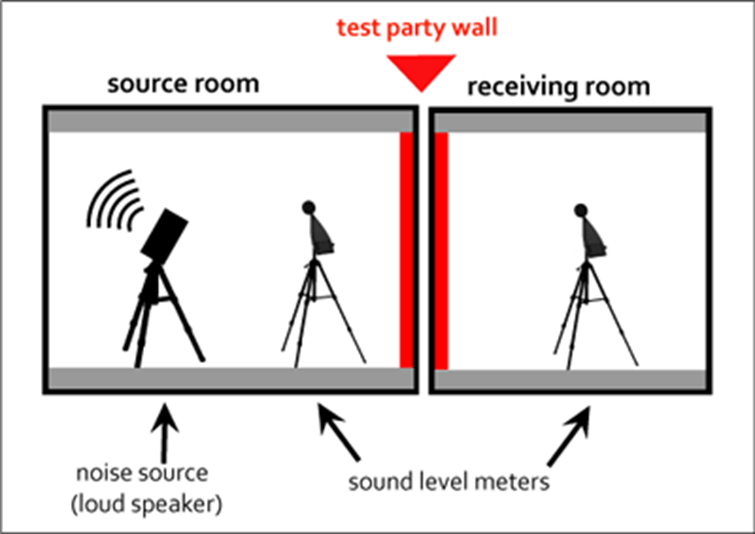 test party wall
source room
receiving room
noise source
(loud speaker)
sound level meters